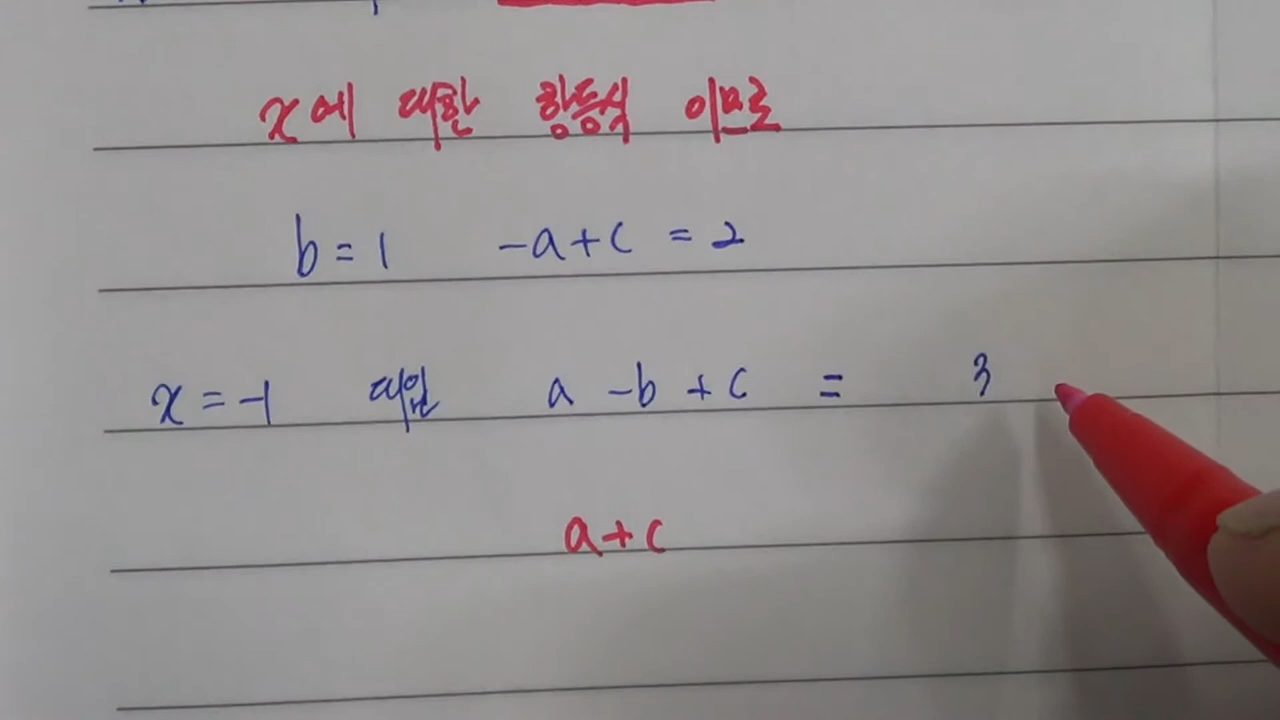 x에 대한 항등식 이므로
b = 1 -a+c = 2
x = -1 대입 a -b + c = 3
a+c